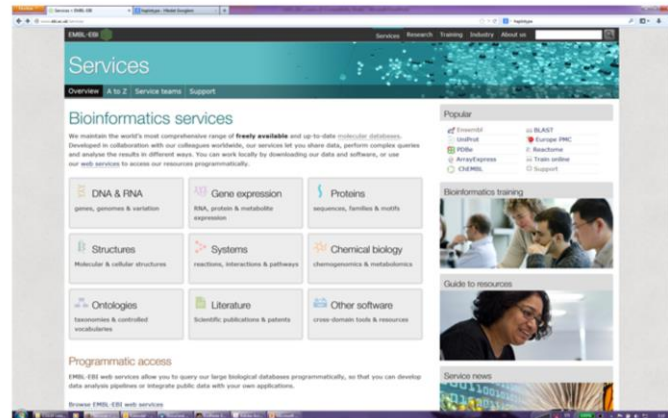 Services < EMBL-EBI
EMBL-EBI
Services Research Training Industry About us
Services
Overview A to Z Service teams Support
Bioinformatics services
We maintain the world's most comprehensive range of freely available and up-to-date molecular databases.
Developed in collaboration with our colleagues worldwide, our services let you share data, perform complex queries
and analyse the results in different ways. You can work locally by downloading our data and software, or use
our web services to access our resources programmatically.
DNA & RNA
genes, genomes & variation
Gene expression
RNA, protein & metabolite
expression
Proteins
sequences, families & motifs
Structures
Molecular & cellular structures
Systems
reactions, interactions & pathways
Chemical biology
chemogenomics & metabolomics
Ontologies
taxonomies & controlled
vocabularies
Literature
Scientific publications & patents
Other software
cross-domain tools & resources
Programmatic access
EMBL-EBI web services allow you to query our large biological databases programmatically, so that you can develop
data analysis pipelines or integrate public data with your own applications.
Browse EMBL-EBI web services
Popular
Ensembl
BLAST
UniProt
Europe PMC
PDBe
Reactome
ArrayExpress
Train online
ChEMBL
Support
Bioinformatics training
Guide to resources
Service news